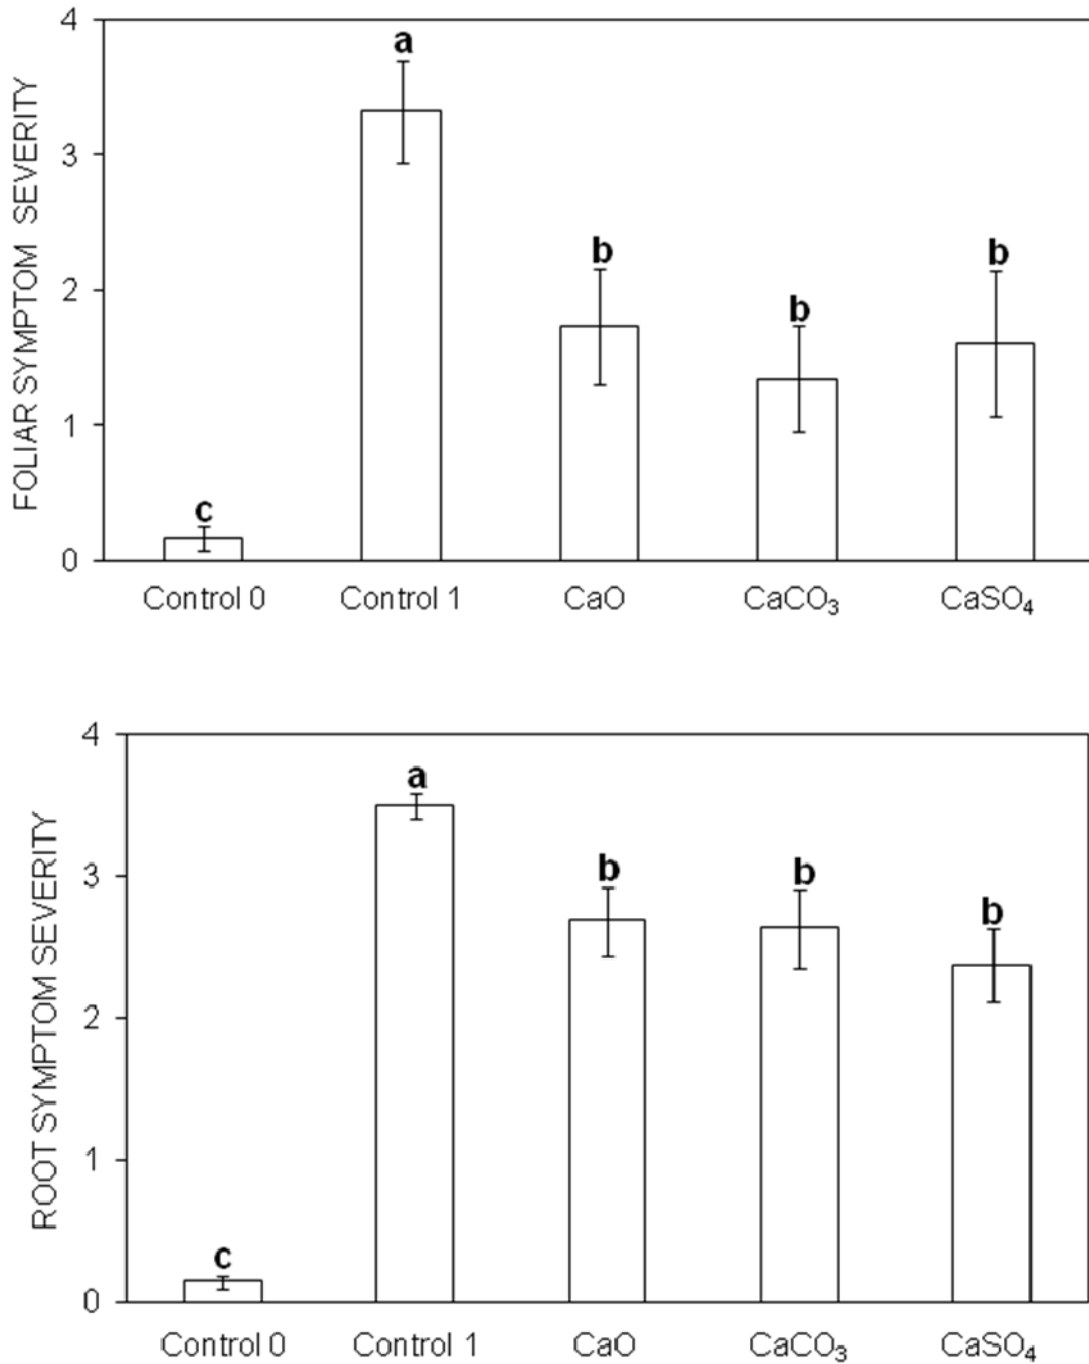 FOLIAR SYMPTOM SEVERITY
4
3
2
1
0
a
b
b
b
c
Control 0 Control 1 CaO CaCO₃ CaSO₄
ROOT SYMPTOM SEVERITY
4
3
2
1
0
a
b
b
b
c
Control 0 Control 1 CaO CaCO₃ CaSO₄